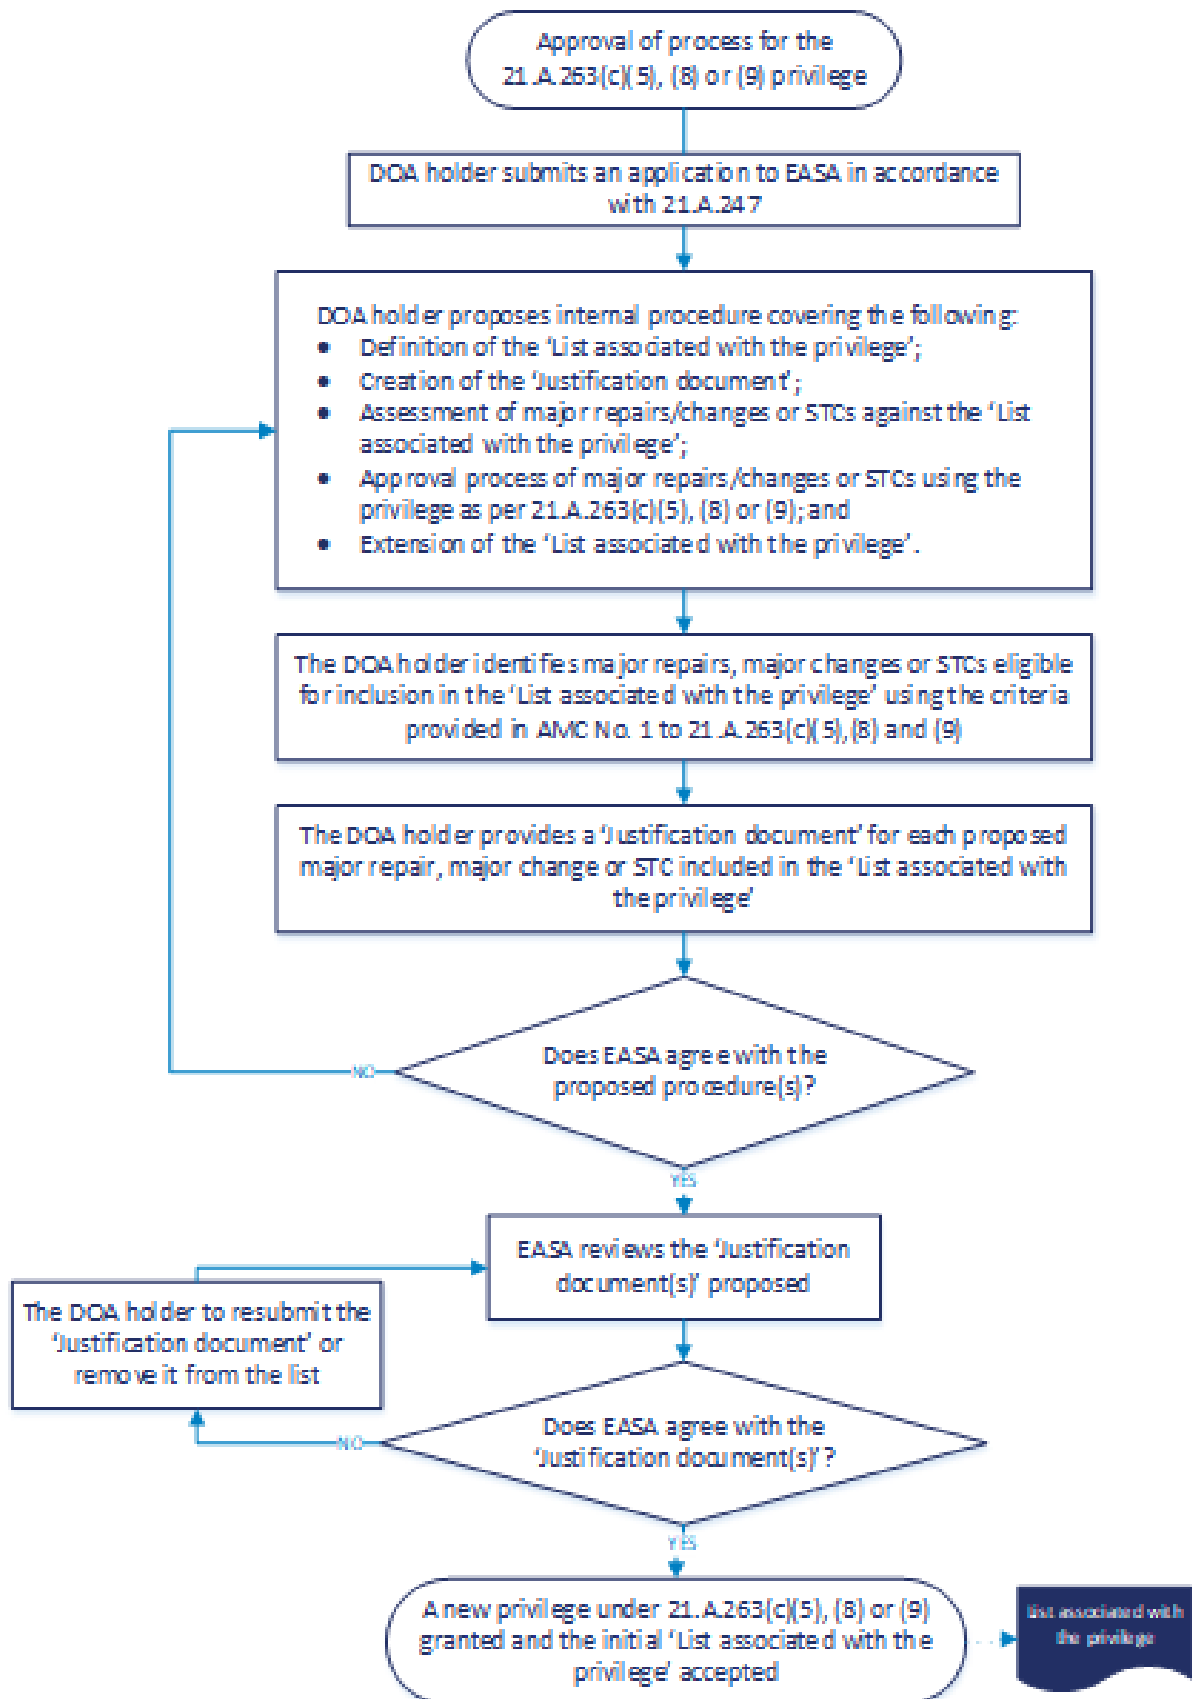 Approval of process for the
21.A.263(c)(5), (8) or (9) privilege
DOA holder submits an application to EASA in accordance
with 21.A.247
DOA holder proposes internal procedure covering the following:
● Definition of the ‘List associated with the privilege’;
● Creation of the ‘Justification document’;
● Assessment of major repairs/changes or STCs against the ‘List
associated with the privilege’;
● Approval process of major repairs/changes or STCs using the
privilege as per 21.A.263(c)(5), (8) or (9); and
● Extension of the ‘List associated with the privilege’.
The DOA holder identifies major repairs, major changes or STCs eligible
for inclusion in the ‘List associated with the privilege’ using the criteria
provided in AMC No. 1 to 21.A.263(c)(5),(8) and (9)
The DOA holder provides a ‘Justification document’ for each proposed
major repair, major change or STC included in the ‘List associated with
the privilege’
Does EASA agree with the
proposed procedure(s)?
NO
YES
EASA reviews the ‘Justification
document(s)’ proposed
The DOA holder to resubmit the
‘Justification document’ or
remove it from the list
Does EASA agree with the
‘Justification document(s)’?
NO
YES
A new privilege under 21.A.263(c)(5), (8) or (9)
granted and the initial ‘List associated with the
privilege’ accepted
list associated with
the privilege